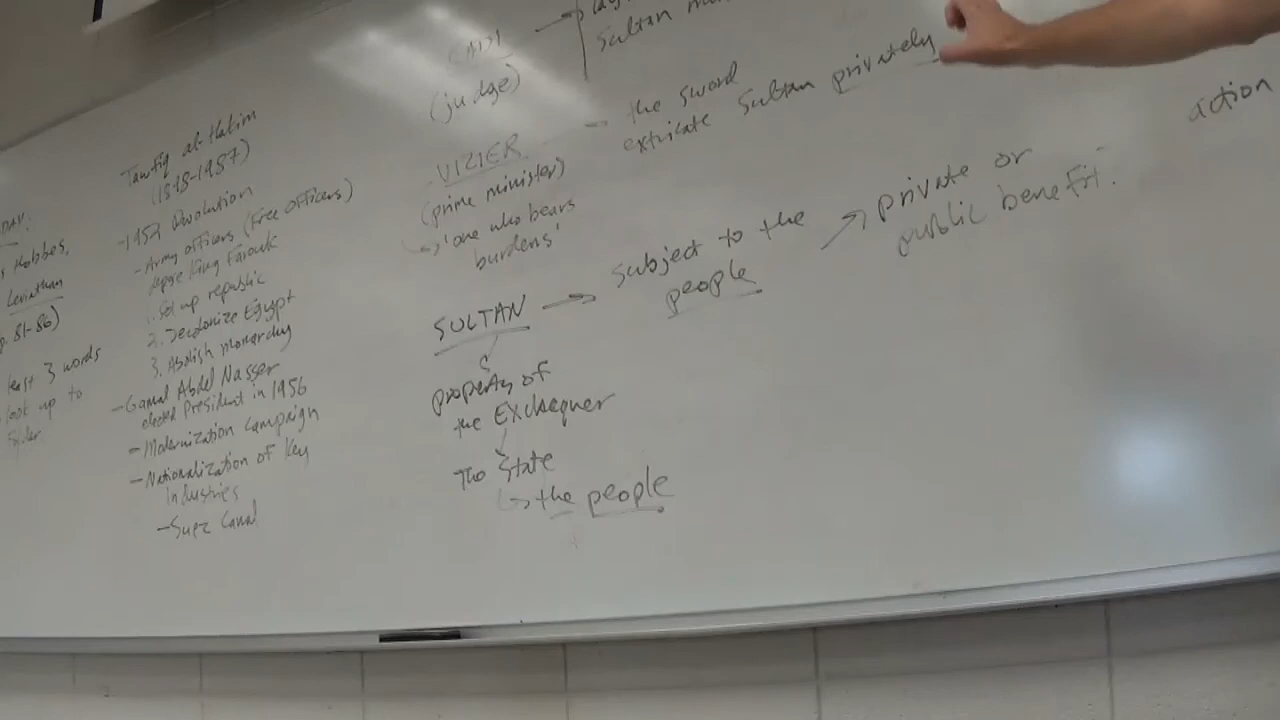 s Hobbes,
Leviathan
p. 81-86)
least 3 words
look up to
Tawfiq al-Hakim
(1898-1987)
-1952 Revolution
-Army officers (Free Officers)
depose King Farouk
1. Set up republic
2. Decolonize Egypt
3. Abolish monarchy
-Gamal Abdel Nasser
elected President in 1956
-Modernization Campaign
-Nationalization of Key
Industries
-Suez Canal
(judge)
Sultan
VIZIER
(prime minister)
'one who bears
burdens'
the sword
extricate Sultan privately
SULTAN → subject to the
people
private or
public benefit?
property of
the Exchequer
The State
the people
action